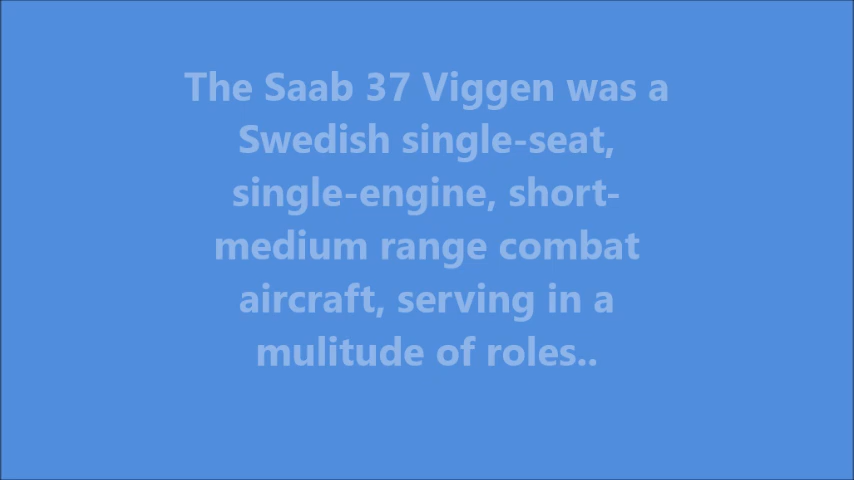 The Saab 37 Viggen was a
Swedish single-seat,
single-engine, short-
medium range combat
aircraft, serving in a
mulitude of roles..